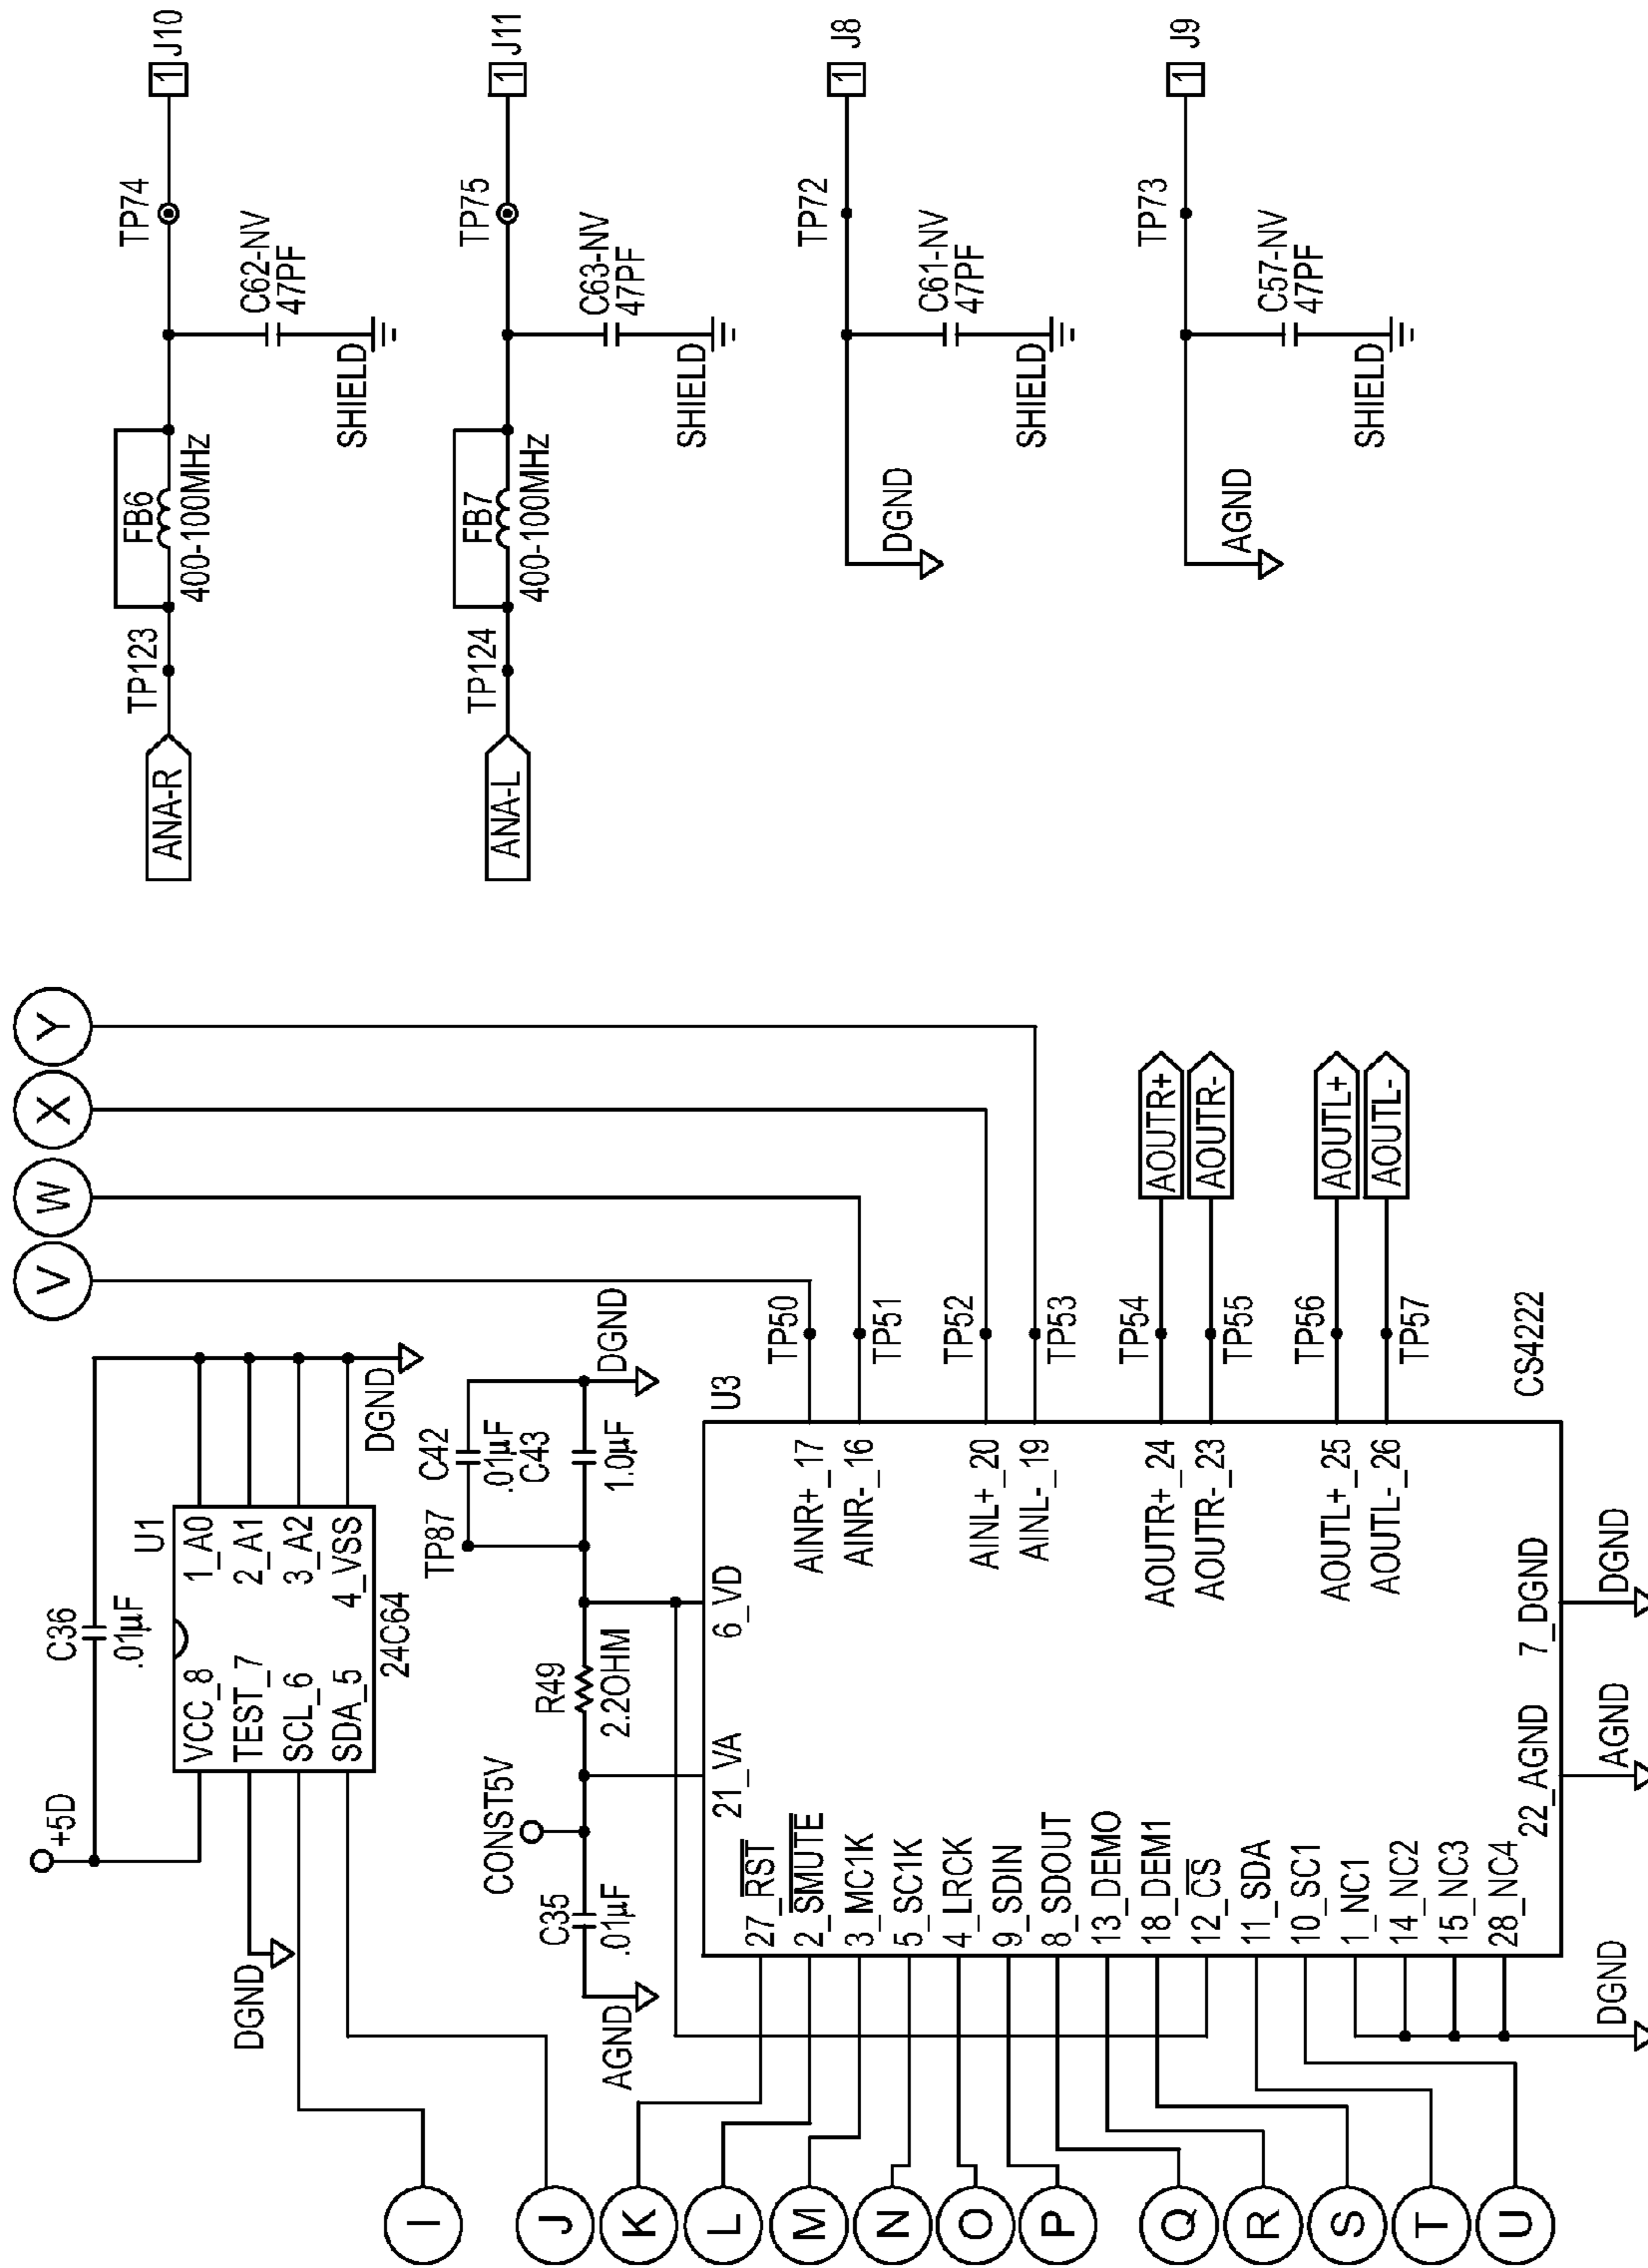 +5D
C36
.01µF
U1
VCC_8
1_A0
TEST_7
2_A1
SCL_6
3_A2
SDA_5
4_VSS
24C64
DGND
DGND
I
J
V
W
X
Y
CONST5V
C35
.01µF
AGND
R49
2.2OHM
TP87
C42
.01µF
C43
1.0µF
DGND
U3
21_VA
6_VD
27_RST
2_SMUTE
3_MC1K
5_SC1K
4_LRCK
9_SDIN
8_SDOUT
13_DEMO
18_DEM1
12_CS
11_SDA
10_SC1
1_NC1
14_NC2
15_NC3
28_NC4
AINR+_17
AINR-_16
AINL+_20
AINL-_19
AOUTR+_24
AOUTR-_23
AOUTL+_25
AOUTL-_26
22_AGND
7_DGND
CS4222
K
L
M
N
O
P
Q
R
S
T
U
DGND
AGND
DGND
TP50
TP51
TP52
TP53
TP54
TP55
TP56
TP57
AOUTR+
AOUTR-
AOUTL+
AOUTL-
ANA-R
TP123
FB6
400-100MHz
C62-NV
47PF
SHIELD
TP74
1 J10
ANA-L
TP124
FB7
400-100MHz
C63-NV
47PF
SHIELD
TP75
1 J11
DGND
C61-NV
47PF
SHIELD
TP72
1 J8
AGND
C57-NV
47PF
SHIELD
TP73
1 J9